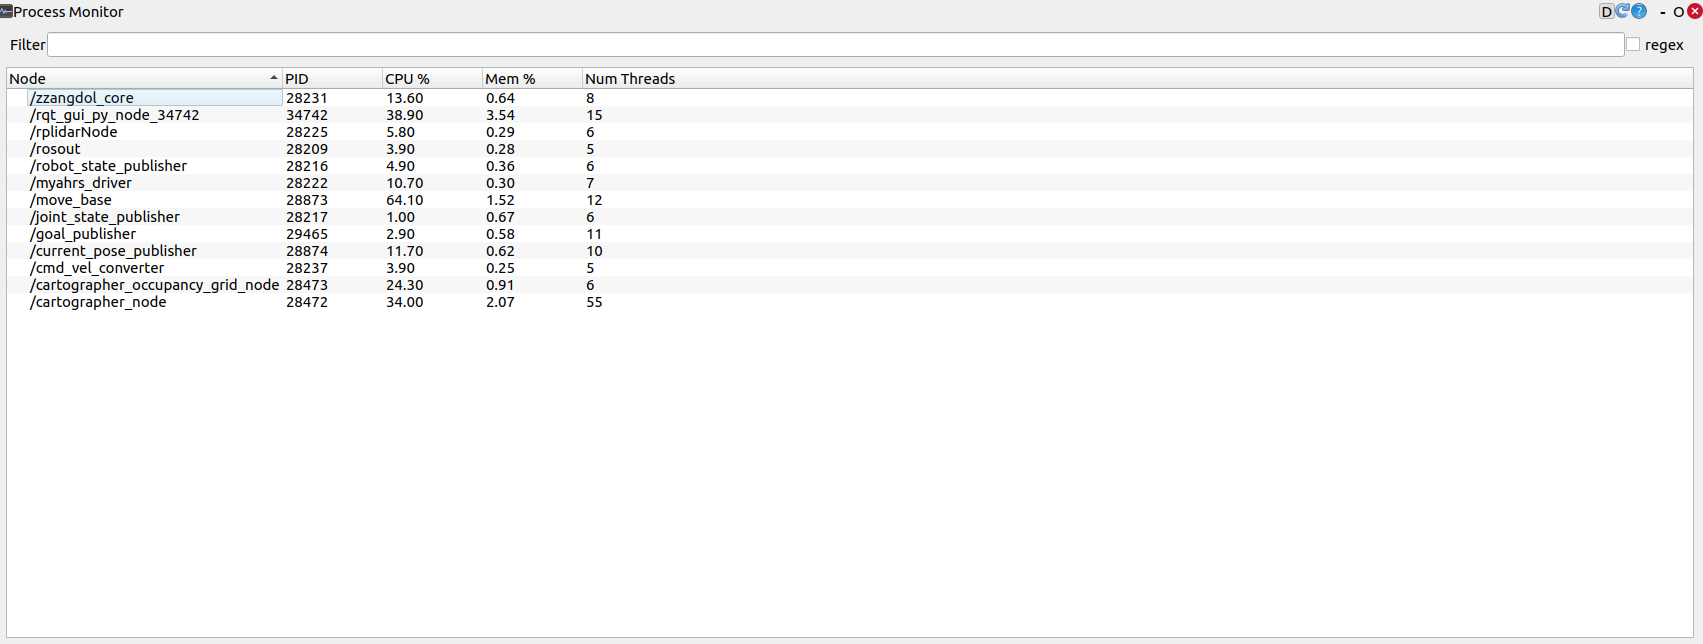 Process Monitor D ? - O
Filter regex
Node PID CPU % Mem % Num Threads
/zzangdol_core 28231 13.60 0.64 8
/rqt_gui_py_node_34742 34742 38.90 3.54 15
/rplidarNode 28225 5.80 0.29 6
/rosout 28209 3.90 0.28 5
/robot_state_publisher 28216 4.90 0.36 6
/myahrs_driver 28222 10.70 0.30 7
/move_base 28873 64.10 1.52 12
/joint_state_publisher 28217 1.00 0.67 6
/goal_publisher 29465 2.90 0.58 11
/current_pose_publisher 28874 11.70 0.62 10
/cmd_vel_converter 28237 3.90 0.25 5
/cartographer_occupancy_grid_node 28473 24.30 0.91 6
/cartographer_node 28472 34.00 2.07 55